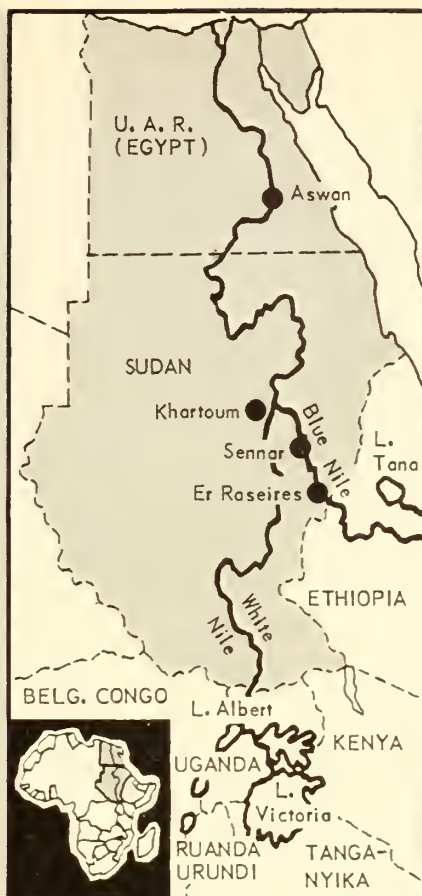 U. A. R.
(EGYPT)
Aswan
SUDAN
Khartoum
Blue Nile
Sennar
L.
Tana
Er Raseires
ETHIOPIA
White
Nile
BELG. CONGO
L. Albert
KENYA
UGANDA
L.
Victoria
RUANDA
URUNDI
TANGA-
NYIKA